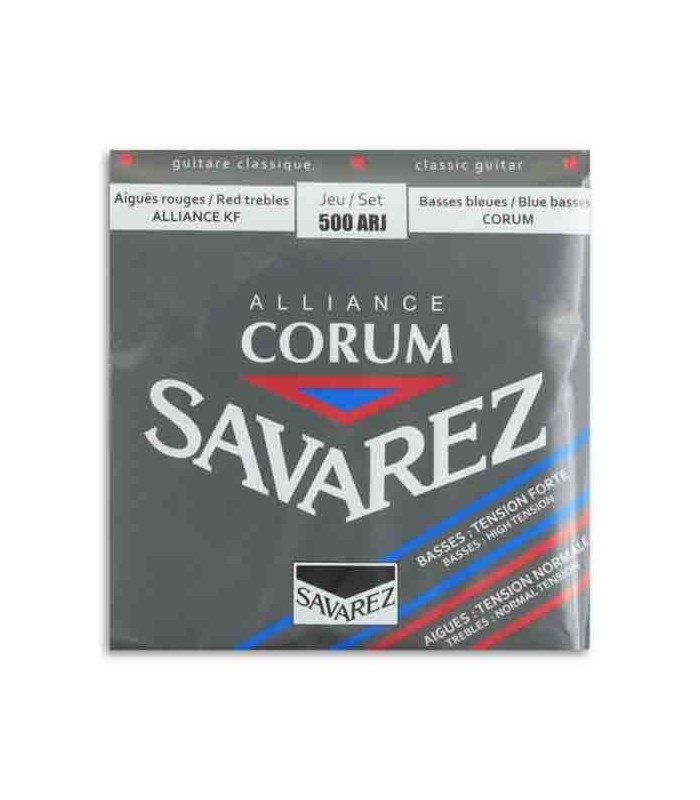 guitare classique classic guitar
Aiguës rouges / Red trebles
ALLIANCE KF
Jeu / Set
500 ARJ
Basses bleues / Blue basses
CORUM
ALLIANCE
CORUM
SAVAREZ
BASSES : TENSION FORTE
BASSES : HIGH TENSION
AIGUES : TENSION NORMALE
TREBLES : NORMAL TENSION
SAVAREZ